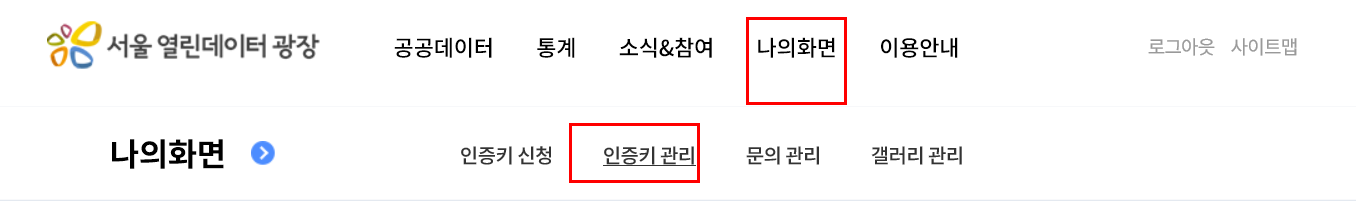 서울 열린데이터 광장 공공데이터 통계 소식&참여 나의화면 이용안내 로그아웃 사이트맵
나의화면 인증키 신청 인증키 관리 문의 관리 갤러리 관리